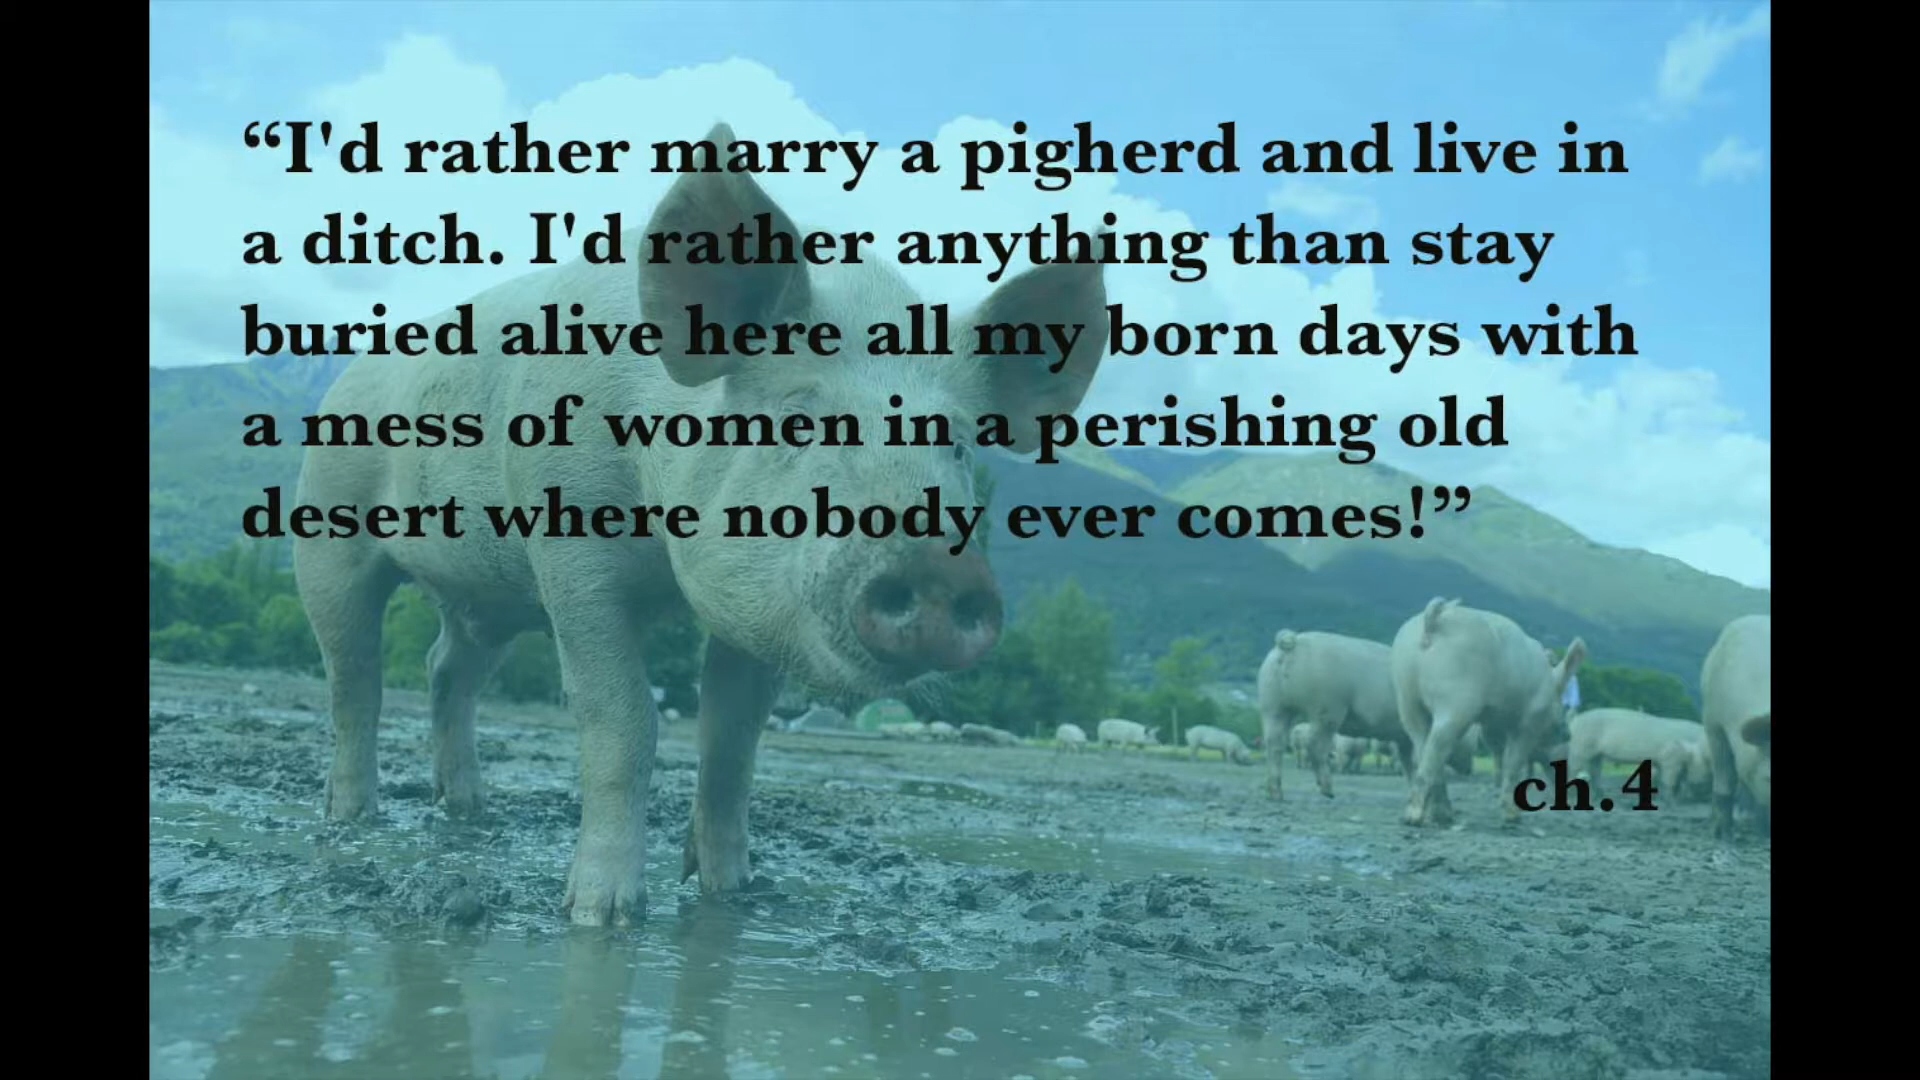 “I'd rather marry a pigherd and live in
a ditch. I'd rather anything than stay
buried alive here all my born days with
a mess of women in a perishing old
desert where nobody ever comes!”
ch.4